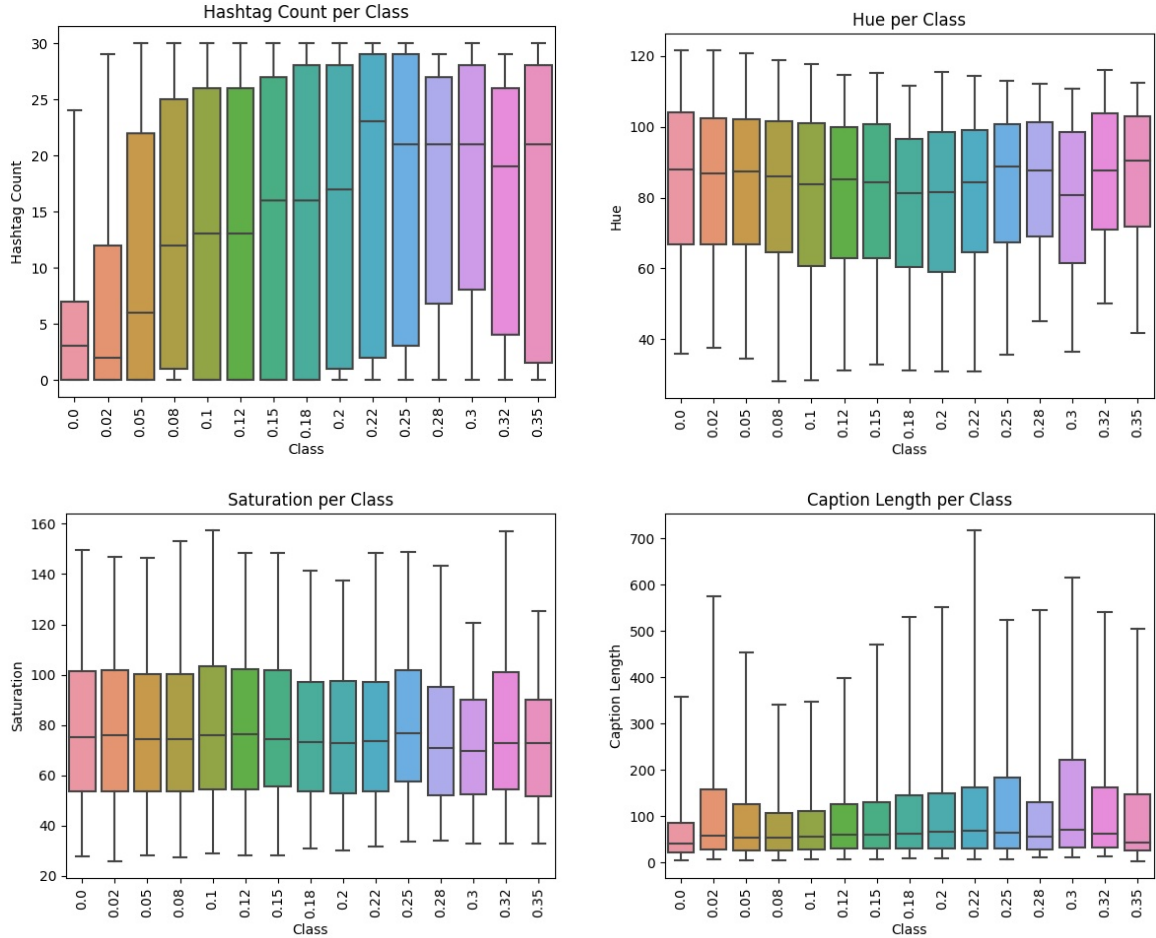 Hashtag Count per Class
Hashtag Count
30
25
20
15
10
5
0
0.0 0.02 0.05 0.08 0.1 0.12 0.15 0.18 0.2 0.22 0.25 0.28 0.3 0.32 0.35
Class
Hue per Class
Hue
120
100
80
60
40
0.0 0.02 0.05 0.08 0.1 0.12 0.15 0.18 0.2 0.22 0.25 0.28 0.3 0.32 0.35
Class
Saturation per Class
Saturation
160
140
120
100
80
60
40
20
0.0 0.02 0.05 0.08 0.1 0.12 0.15 0.18 0.2 0.22 0.25 0.28 0.3 0.32 0.35
Class
Caption Length per Class
Caption Length
700
600
500
400
300
200
100
0
0.0 0.02 0.05 0.08 0.1 0.12 0.15 0.18 0.2 0.22 0.25 0.28 0.3 0.32 0.35
Class